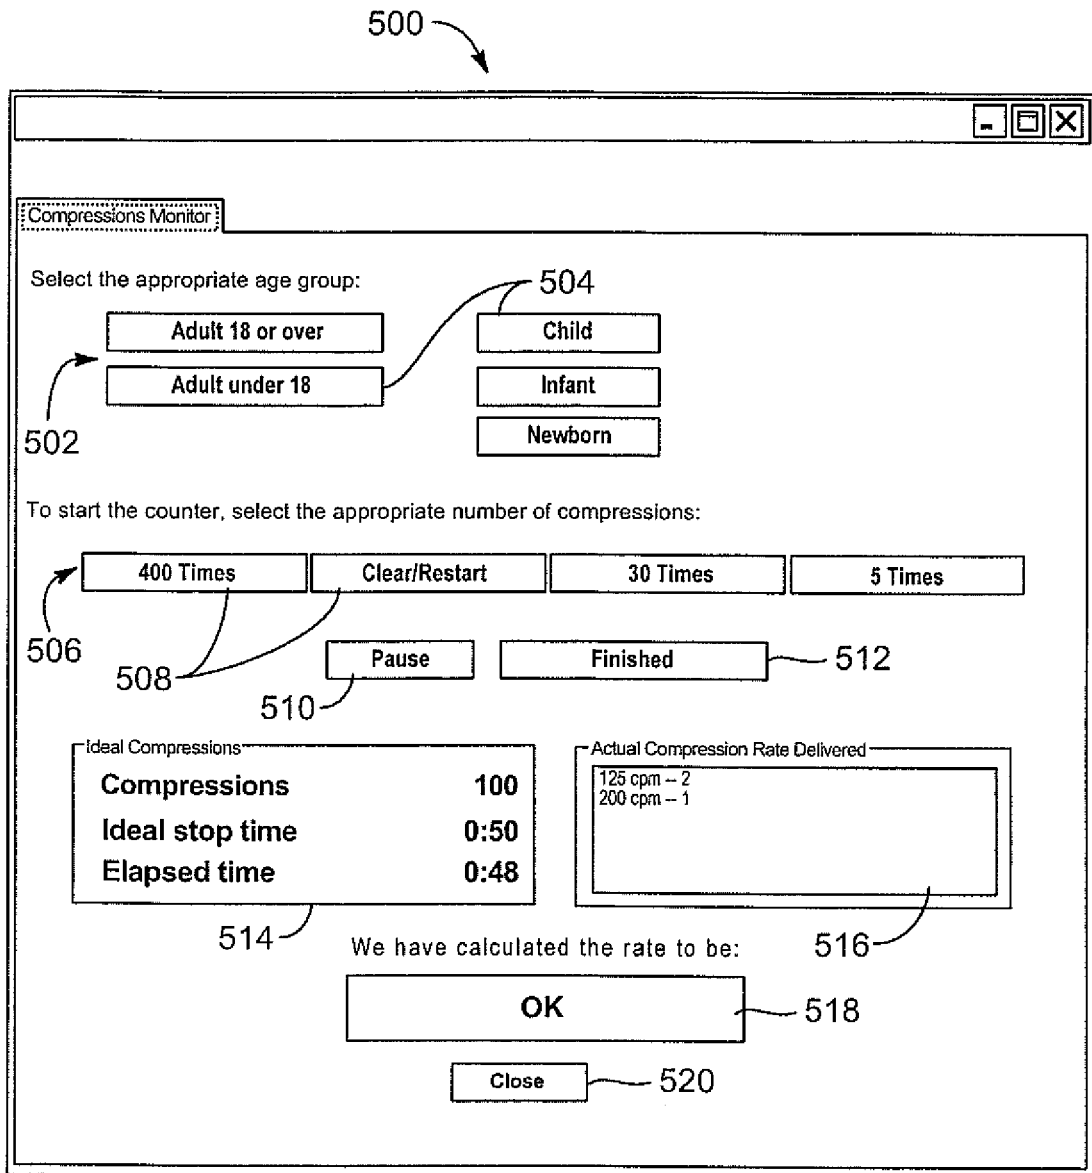 500
Compressions Monitor
Select the appropriate age group:
504
Adult 18 or over
Child
Adult under 18
Infant
502
Newborn
To start the counter, select the appropriate number of compressions:
400 Times
Clear/Restart
30 Times
5 Times
506
508
Pause
Finished
512
510
Ideal Compressions
Compressions 100
Ideal stop time 0:50
Elapsed time 0:48
514
Actual Compression Rate Delivered
125 cpm -- 2
200 cpm -- 1
516
We have calculated the rate to be:
OK
518
Close
520